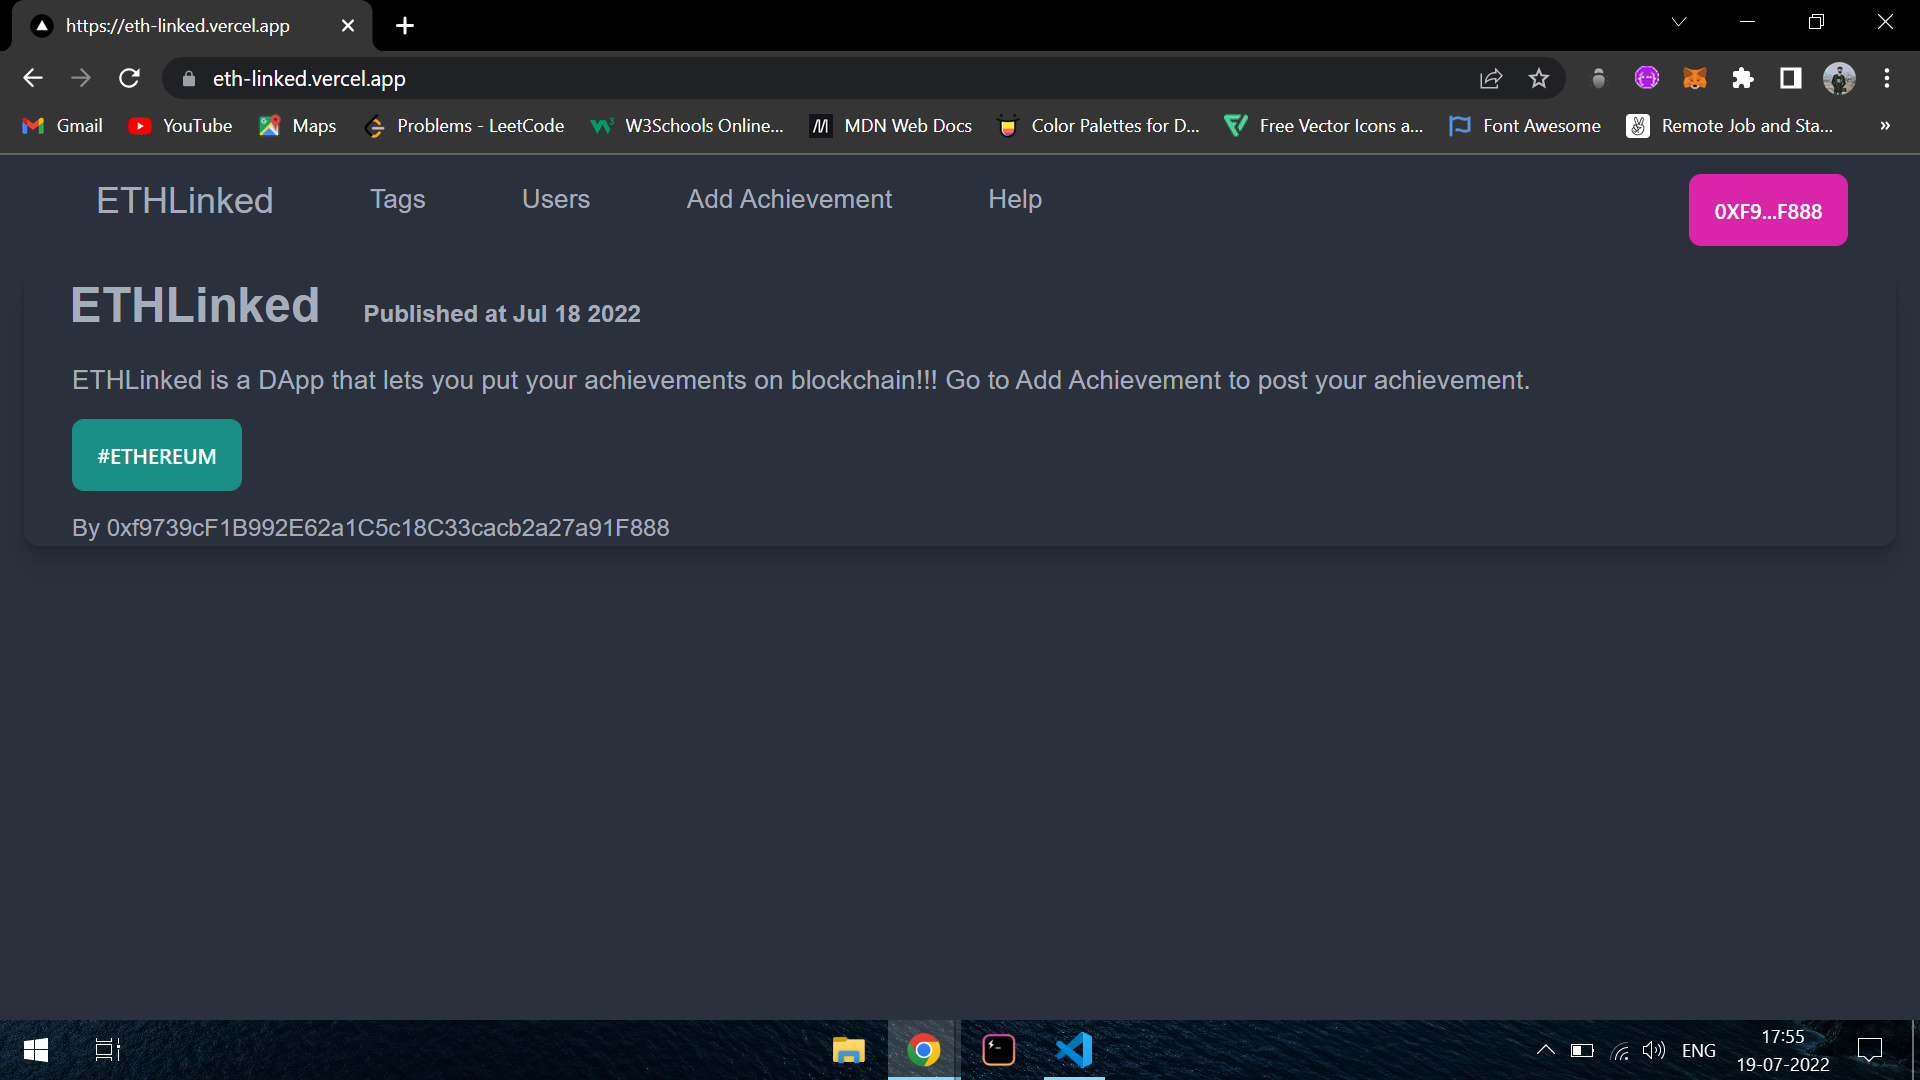 https://eth-linked.vercel.app
eth-linked.vercel.app
Gmail YouTube Maps Problems - LeetCode W3Schools Online... MDN Web Docs Color Palettes for D... Free Vector Icons a... Font Awesome Remote Job and Sta... »
ETHLinked Tags Users Add Achievement Help 0XF9...F888
ETHLinked Published at Jul 18 2022
ETHLinked is a DApp that lets you put your achievements on blockchain!!! Go to Add Achievement to post your achievement.
#ETHEREUM
By 0xf9739cF1B992E62a1C5c18C33cacb2a27a91F888
ENG 17:55
19-07-2022